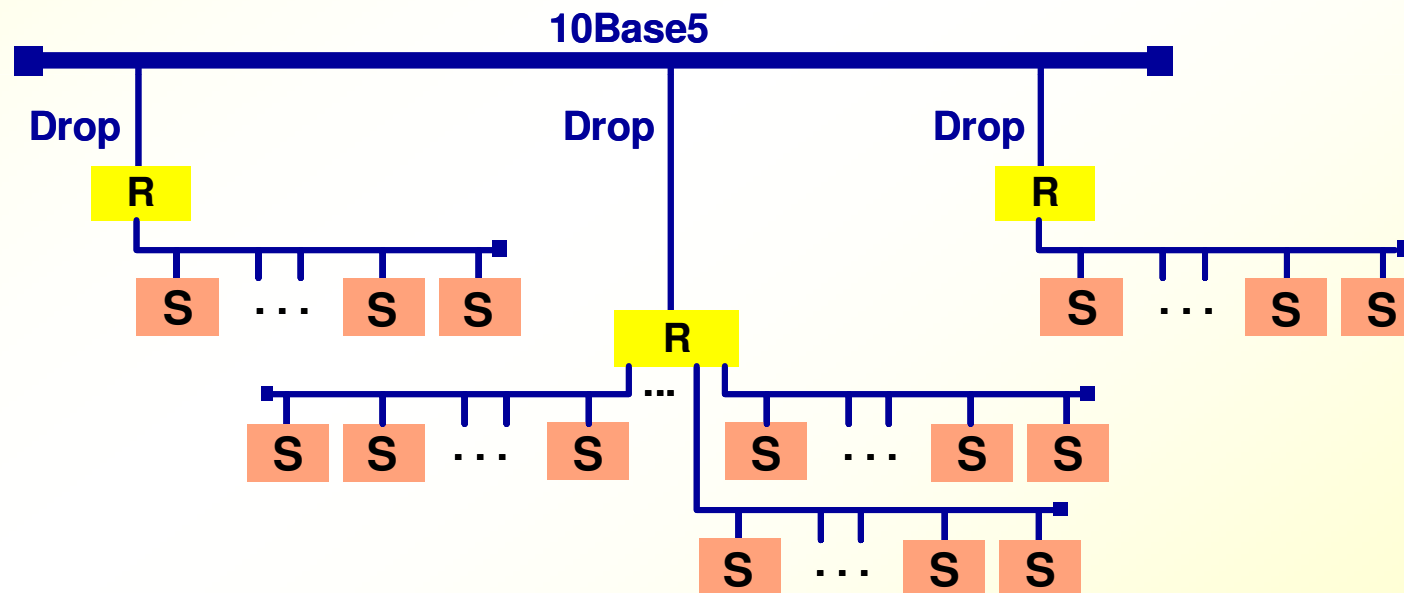 10Base5
Drop Drop Drop
R R
S . . . S S S . . . S S
R
...
S S . . . S S . . . S S
S . . . S S